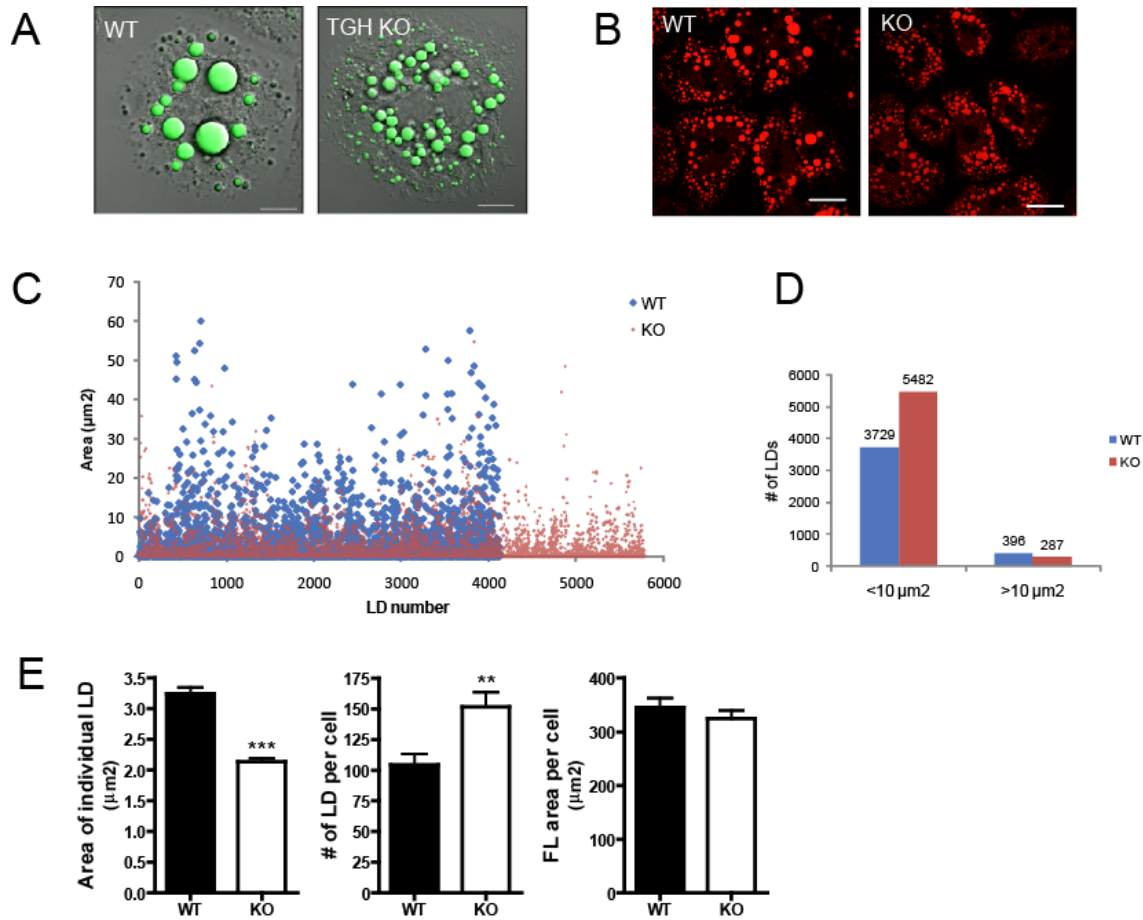 A
WT
TGH KO
B
WT
KO
C
70
60
50
40
30
20
10
0
Area (µm2)
0 1000 2000 3000 4000 5000 6000
LD number
WT
KO
D
6000
5000
4000
3000
2000
1000
0
# of LDs
3729
5482
396
287
<10 µm2
>10 µm2
WT
KO
E
Area of individual LD
(µm2)
3.5
3.0
2.5
2.0
1.5
1.0
0.5
0.0
***
WT KO
# of LD per cell
175
150
125
100
75
50
25
0
**
WT KO
FL area per cell
(µm2)
400
300
200
100
0
WT KO